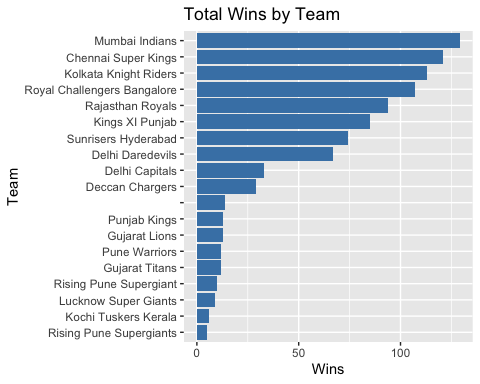 Total Wins by Team
Mumbai Indians
Chennai Super Kings
Kolkata Knight Riders
Royal Challengers Bangalore
Rajasthan Royals
Kings XI Punjab
Sunrisers Hyderabad
Delhi Daredevils
Delhi Capitals
Deccan Chargers
Punjab Kings
Gujarat Lions
Pune Warriors
Gujarat Titans
Rising Pune Supergiant
Lucknow Super Giants
Kochi Tuskers Kerala
Rising Pune Supergiants
Team
0 50 100
Wins